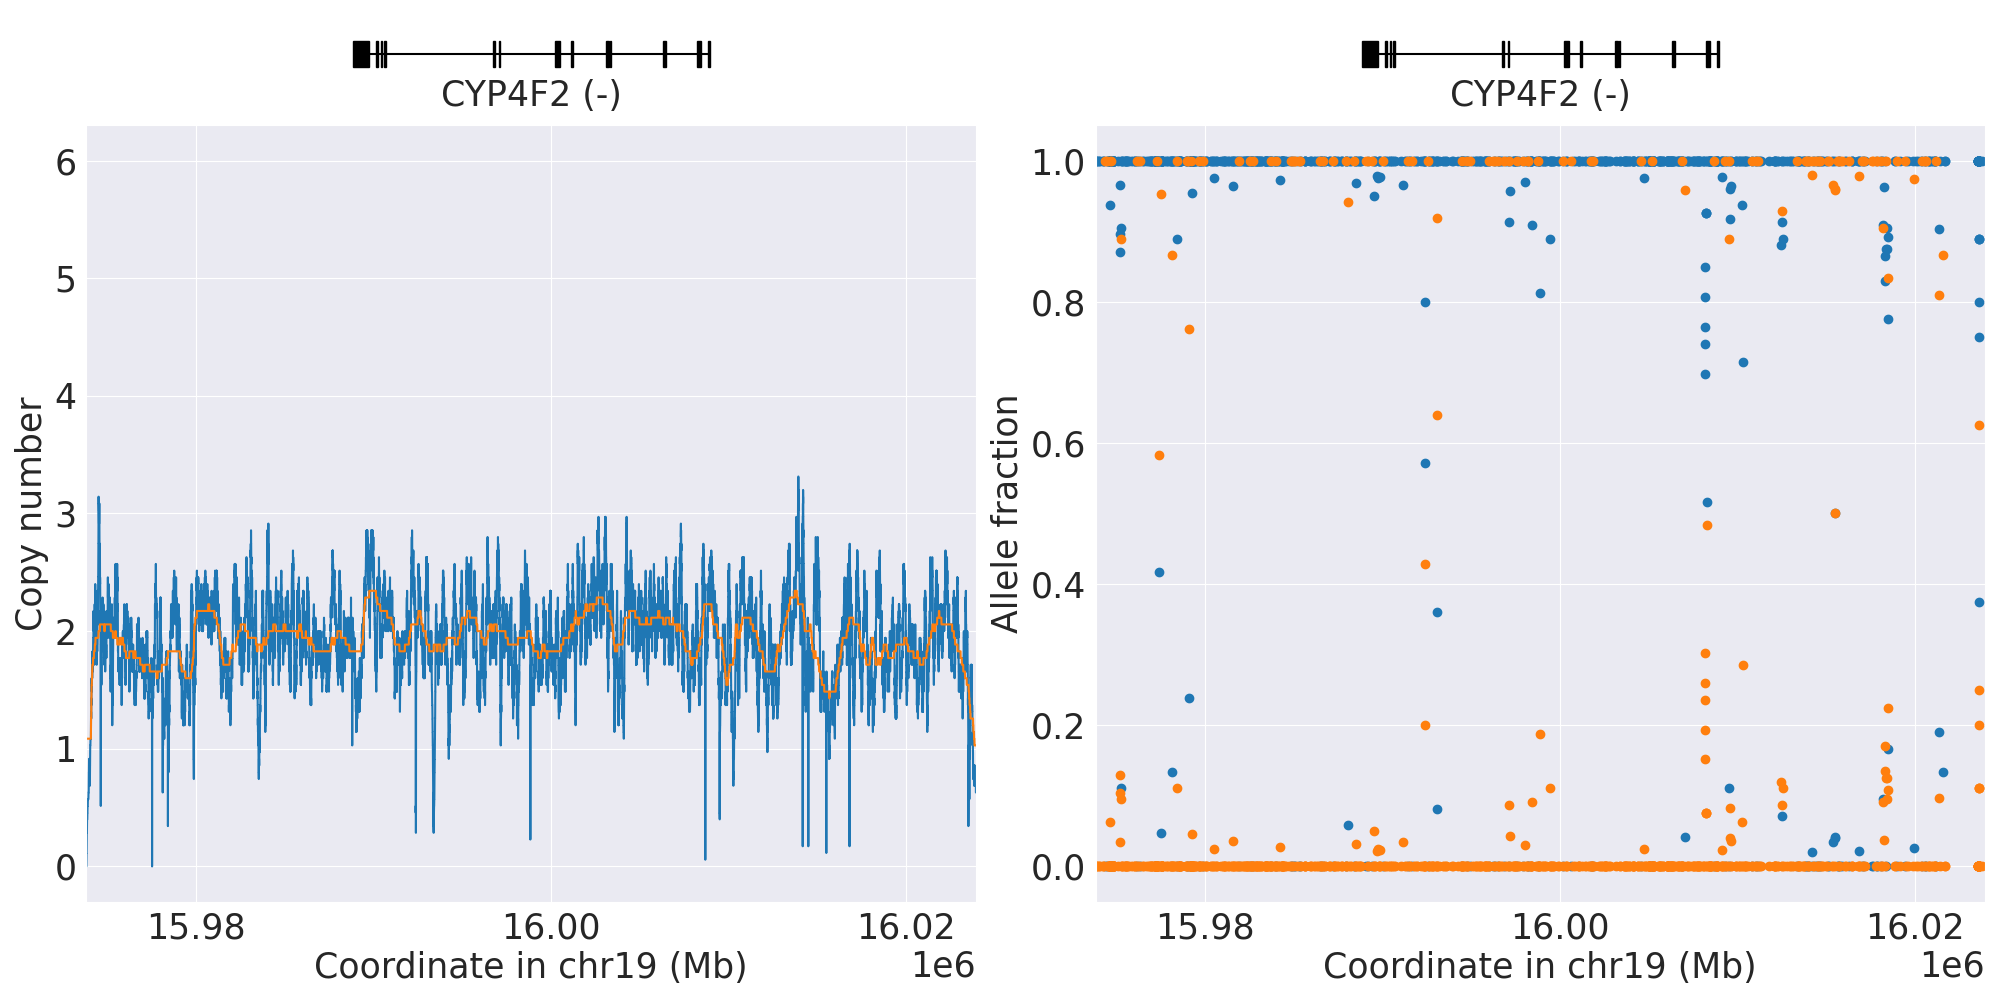 CYP4F2 (-)
6
5
4
3
2
1
0
Copy number
15.98
16.00
16.02
Coordinate in chr19 (Mb)
1e6
CYP4F2 (-)
1.0
0.8
0.6
0.4
0.2
0.0
Allele fraction
15.98
16.00
16.02
Coordinate in chr19 (Mb)
1e6